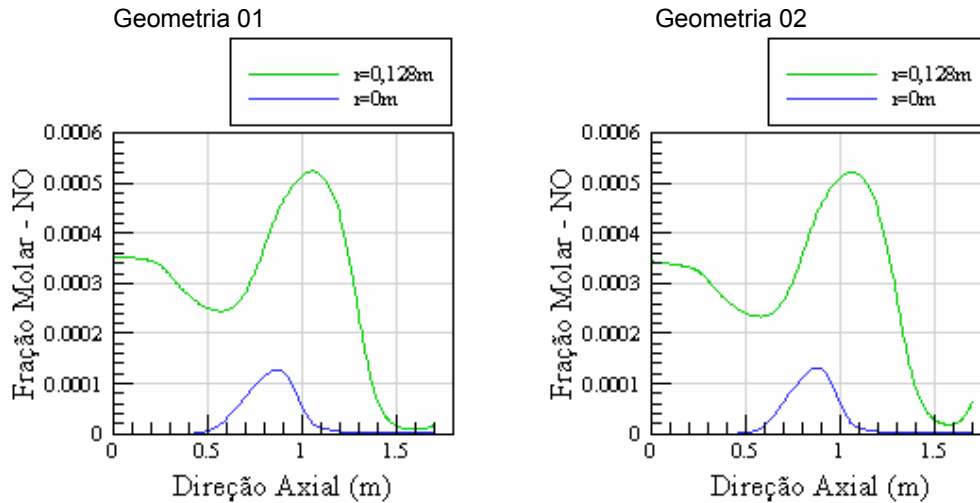 Geometria 01
r=0,128m
r=0m
0.0006
0.0005
0.0004
0.0003
0.0002
0.0001
0
0 0.5 1 1.5
Fração Molar - NO
Direção Axial (m)
Geometria 02
r=0,128m
r=0m
0.0006
0.0005
0.0004
0.0003
0.0002
0.0001
0
0 0.5 1 1.5
Fração Molar - NO
Direção Axial (m)